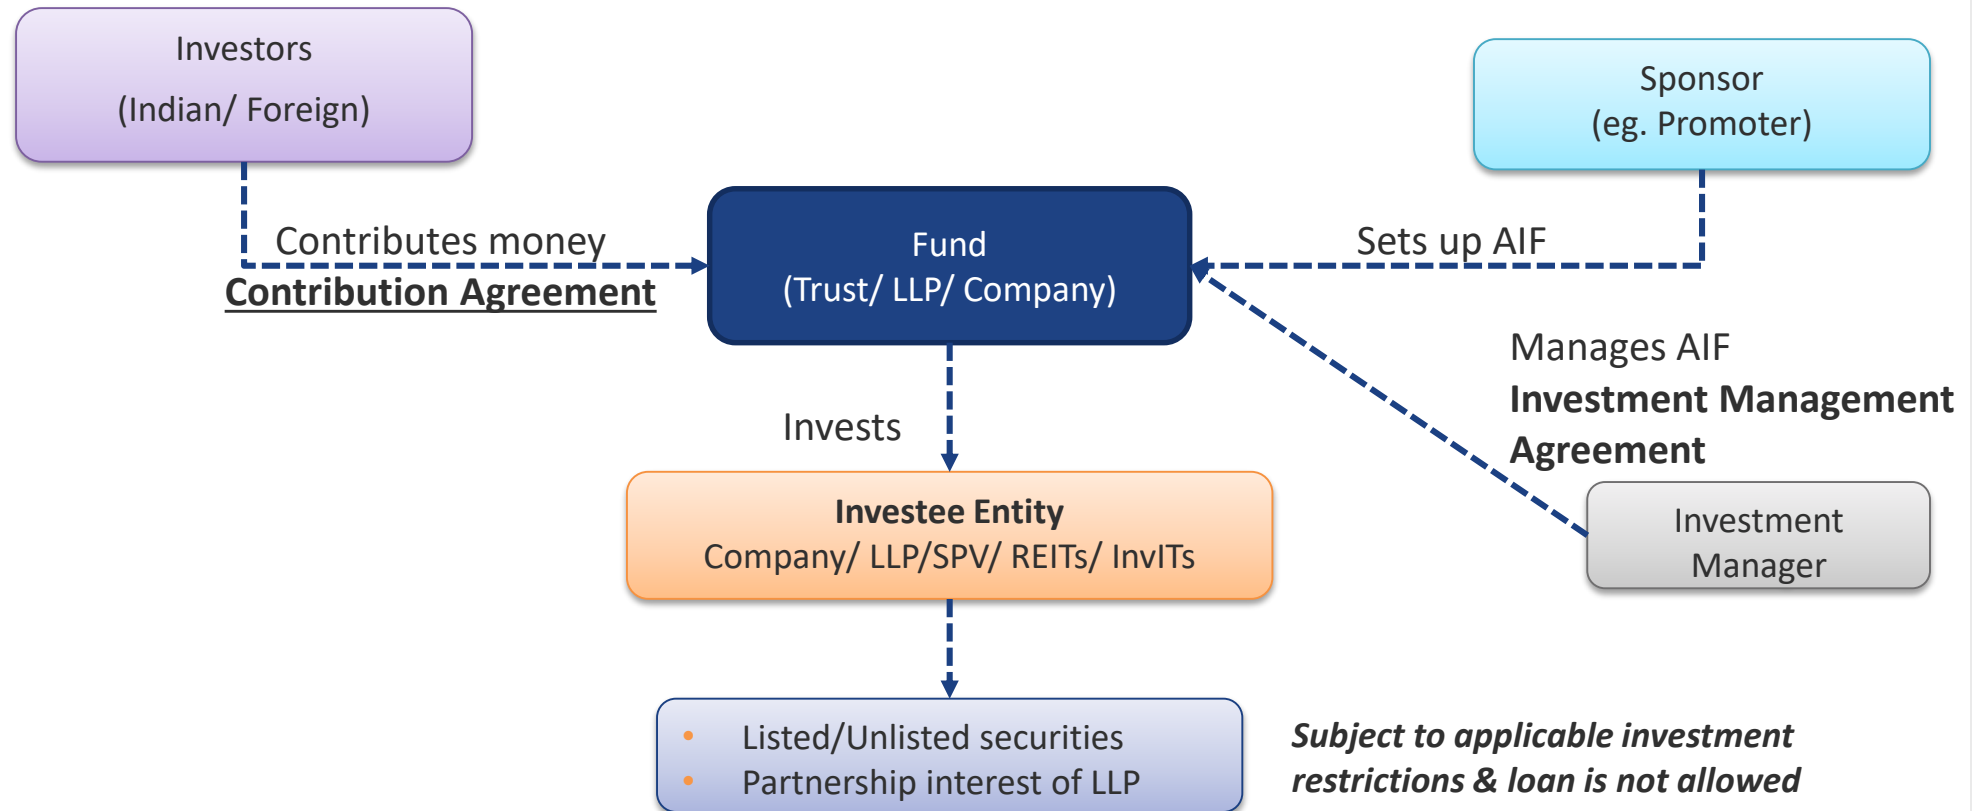 Investors
(Indian/ Foreign)
Sponsor
(eg. Promoter)
Contributes money
Contribution Agreement
Fund
(Trust/ LLP/ Company)
Sets up AIF
Manages AIF
Investment Management
Agreement
Invests
Investee Entity
Company/ LLP/SPV/ REITs/ InvITs
Investment
Manager
• Listed/Unlisted securities
• Partnership interest of LLP
Subject to applicable investment
restrictions & loan is not allowed